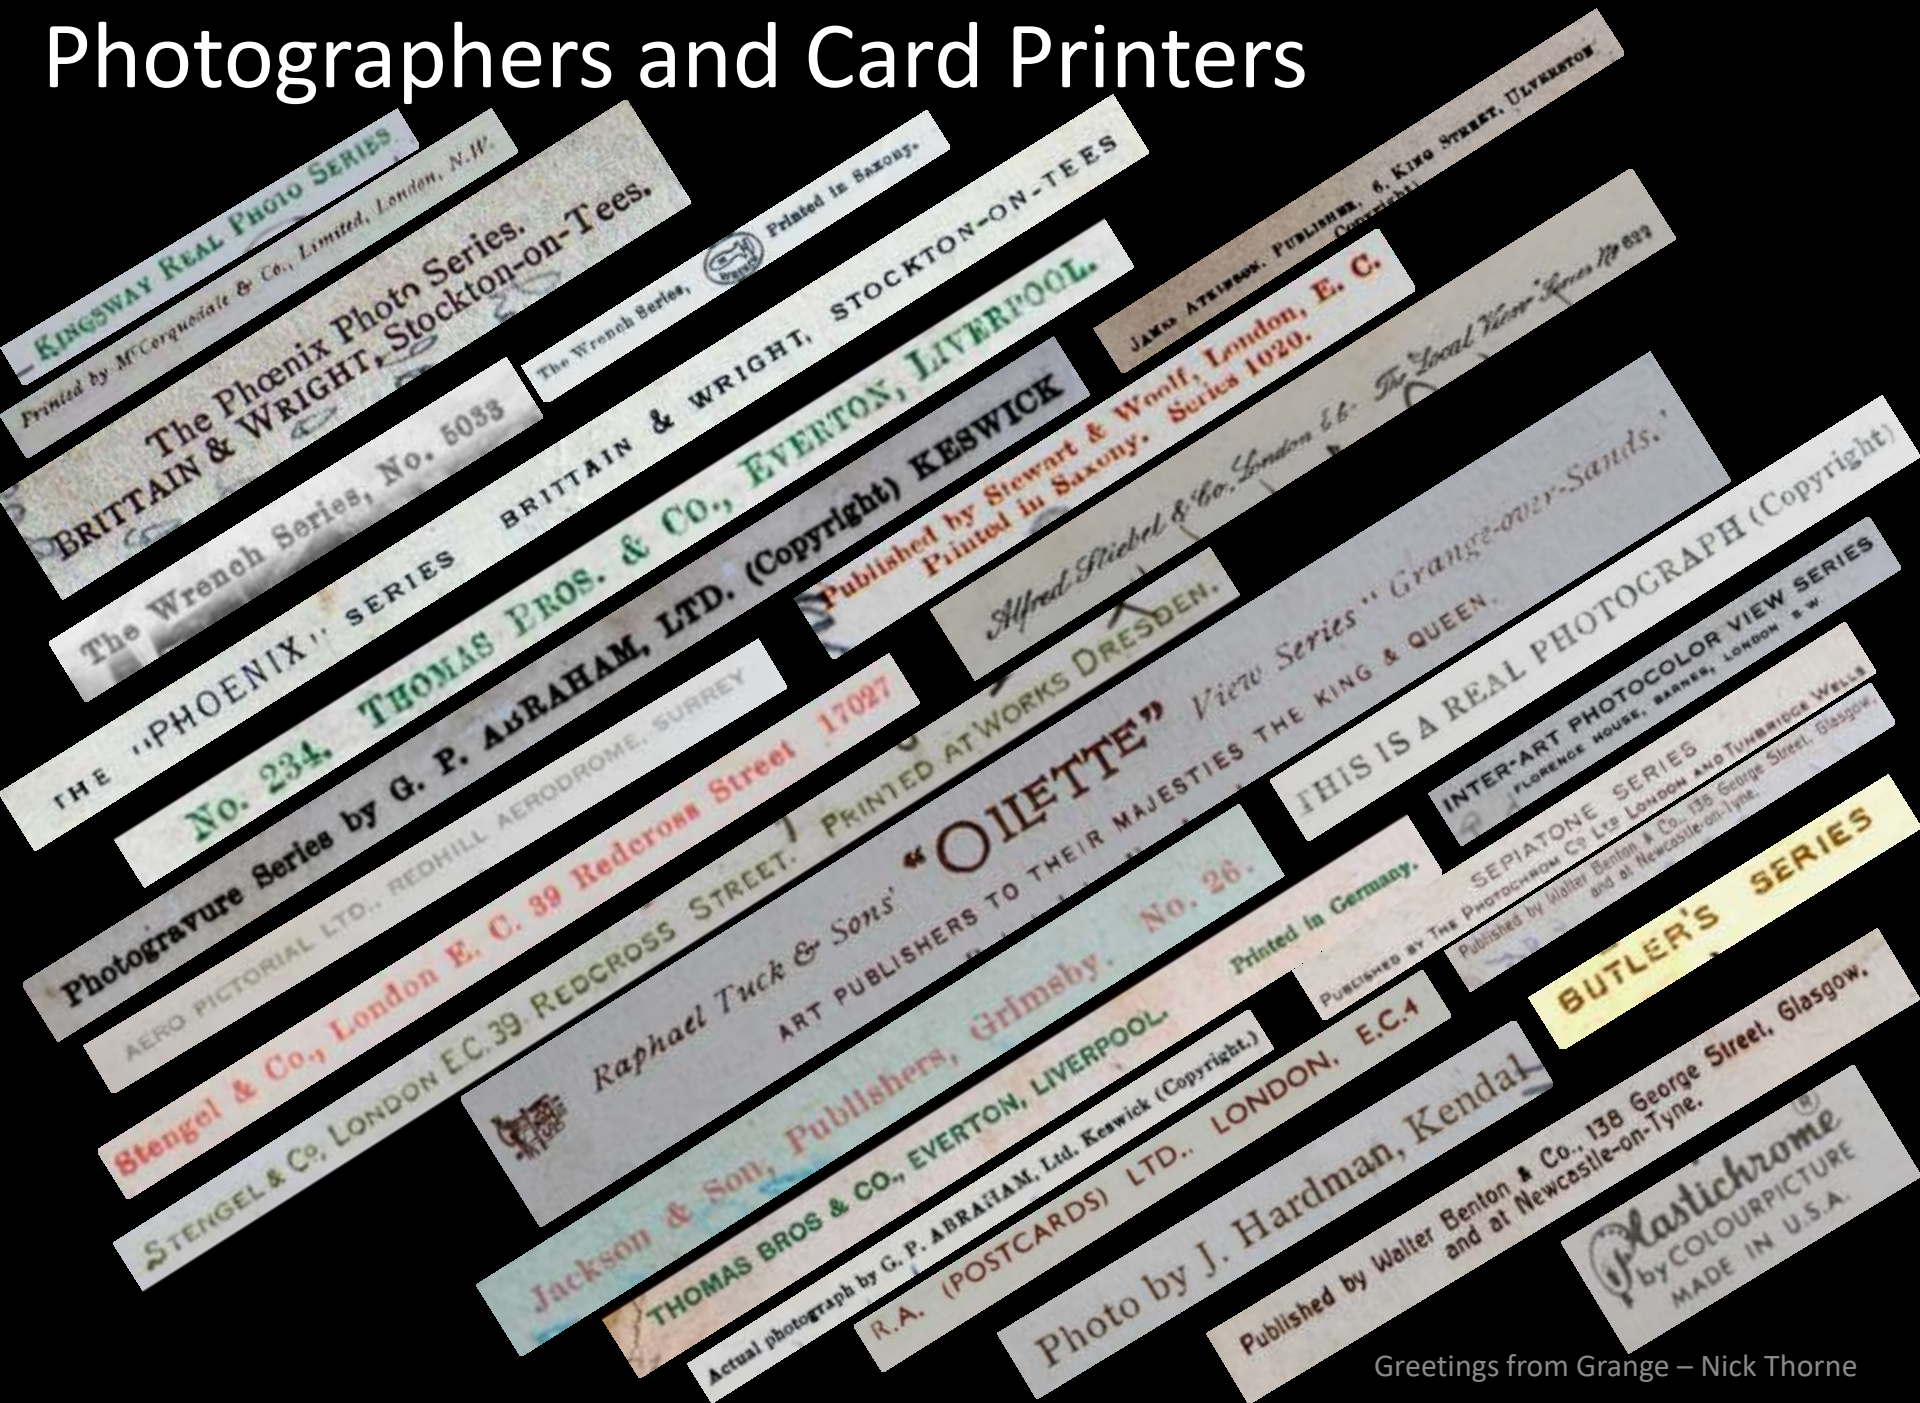 Photographers and Card Printers
KINGSWAY REAL PHOTO SERIES
Printed by McCorquodale & Co., Limited, London, N.W.
The Phœnix Photo Series.
BRITTAIN & WRIGHT, Stockton-on-Tees.
The Wrench Series, Printed in Saxony.
WRENCH
The Wrench Series, No. 5033
THE "PHOENIX" SERIES BRITTAIN & WRIGHT, STOCKTON-ON-TEES
No. 234. THOMAS BROS. & CO., EVERTON, LIVERPOOL.
JAMES ATKINSON. PUBLISHER, 6, KING STREET, ULVERSTON
Copyright
Photogravure Series by G. P. ABRAHAM, LTD. (Copyright) KESWICK
Published by Stewart & Woolf, London, E. C.
Printed in Saxony. Series 1020.
Alfred Stiebel & Co. London E.C. The "Local View" Series No 622
AERO PICTORIAL LTD., REDHILL AERODROME, SURREY
Stengel & Co., London E. C. 39 Redcross Street 17027
STENGEL & Co, LONDON E.C. 39 REDCROSS STREET. PRINTED AT WORKS DRESDEN.
Raphael Tuck & Sons' "OILETTE" View Series" Grange-over-Sands.'
ART PUBLISHERS TO THEIR MAJESTIES THE KING & QUEEN.
THIS IS A REAL PHOTOGRAPH (Copyright)
INTER-ART PHOTOCOLOR VIEW SERIES
FLORENCE HOUSE, BARNES, LONDON S.W.
SEPIATONE SERIES
PUBLISHED BY THE PHOTOCHROM Co LTD LONDON AND TUNBRIDGE WELLS
Published by Walter Benton & Co., 138 George Street, Glasgow,
and at Newcastle-on-Tyne.
BUTLER'S SERIES
Jackson & Son, Publishers, Grimsby. No. 26.
THOMAS BROS & CO., EVERTON, LIVERPOOL. Printed in Germany.
Actual photograph by G. P. ABRAHAM, Ltd. Keswick (Copyright.)
R.A. (POSTCARDS) LTD., LONDON, E.C.4
Photo by J. Hardman, Kendal
Published by Walter Benton & Co., 138 George Street, Glasgow,
and at Newcastle-on-Tyne.
Plastichrome®
by COLOURPICTURE
MADE IN U.S.A.
Greetings from Grange – Nick Thorne